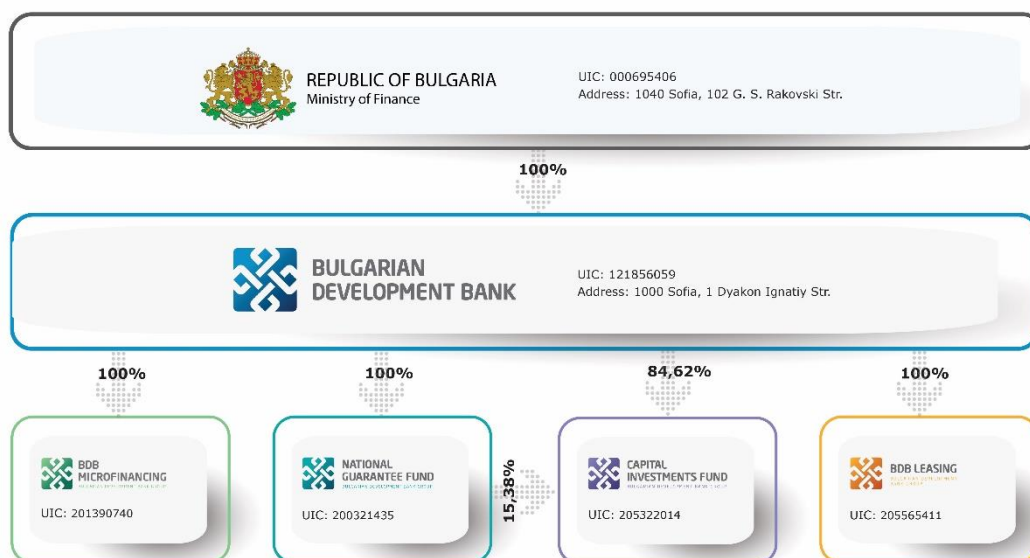 REPUBLIC OF BULGARIA
Ministry of Finance
UIC: 000695406
Address: 1040 Sofia, 102 G. S. Rakovski Str.
100%
BULGARIAN
DEVELOPMENT BANK
UIC: 121856059
Address: 1000 Sofia, 1 Dyakon Ignatiy Str.
100%
100%
84,62%
100%
BDB
MICROFINANCING
UIC: 201390740
NATIONAL
GUARANTEE FUND
UIC: 200321435
15,38%
CAPITAL
INVESTMENTS FUND
UIC: 205322014
BDB LEASING
UIC: 205565411